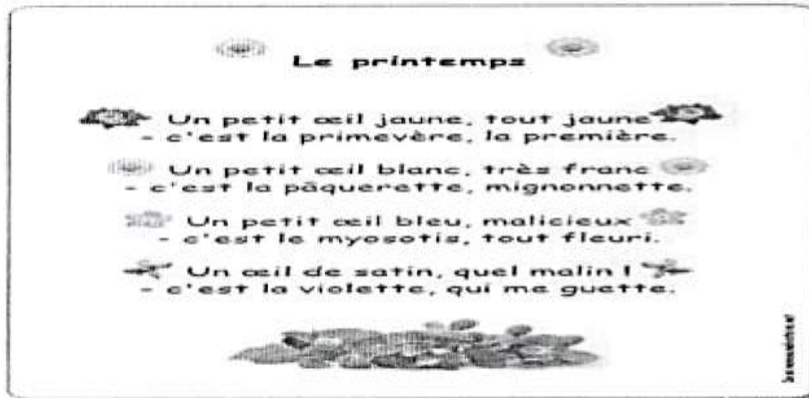 Le printemps
Un petit œil jaune, tout jaune
- c'est la primevère, la première.
Un petit œil blanc, très franc
- c'est la pâquerette, mignonnette.
Un petit œil bleu, malicieux
- c'est le myosotis, tout fleuri.
Un œil de satin, quel malin !
- c'est la violette, qui me guette.